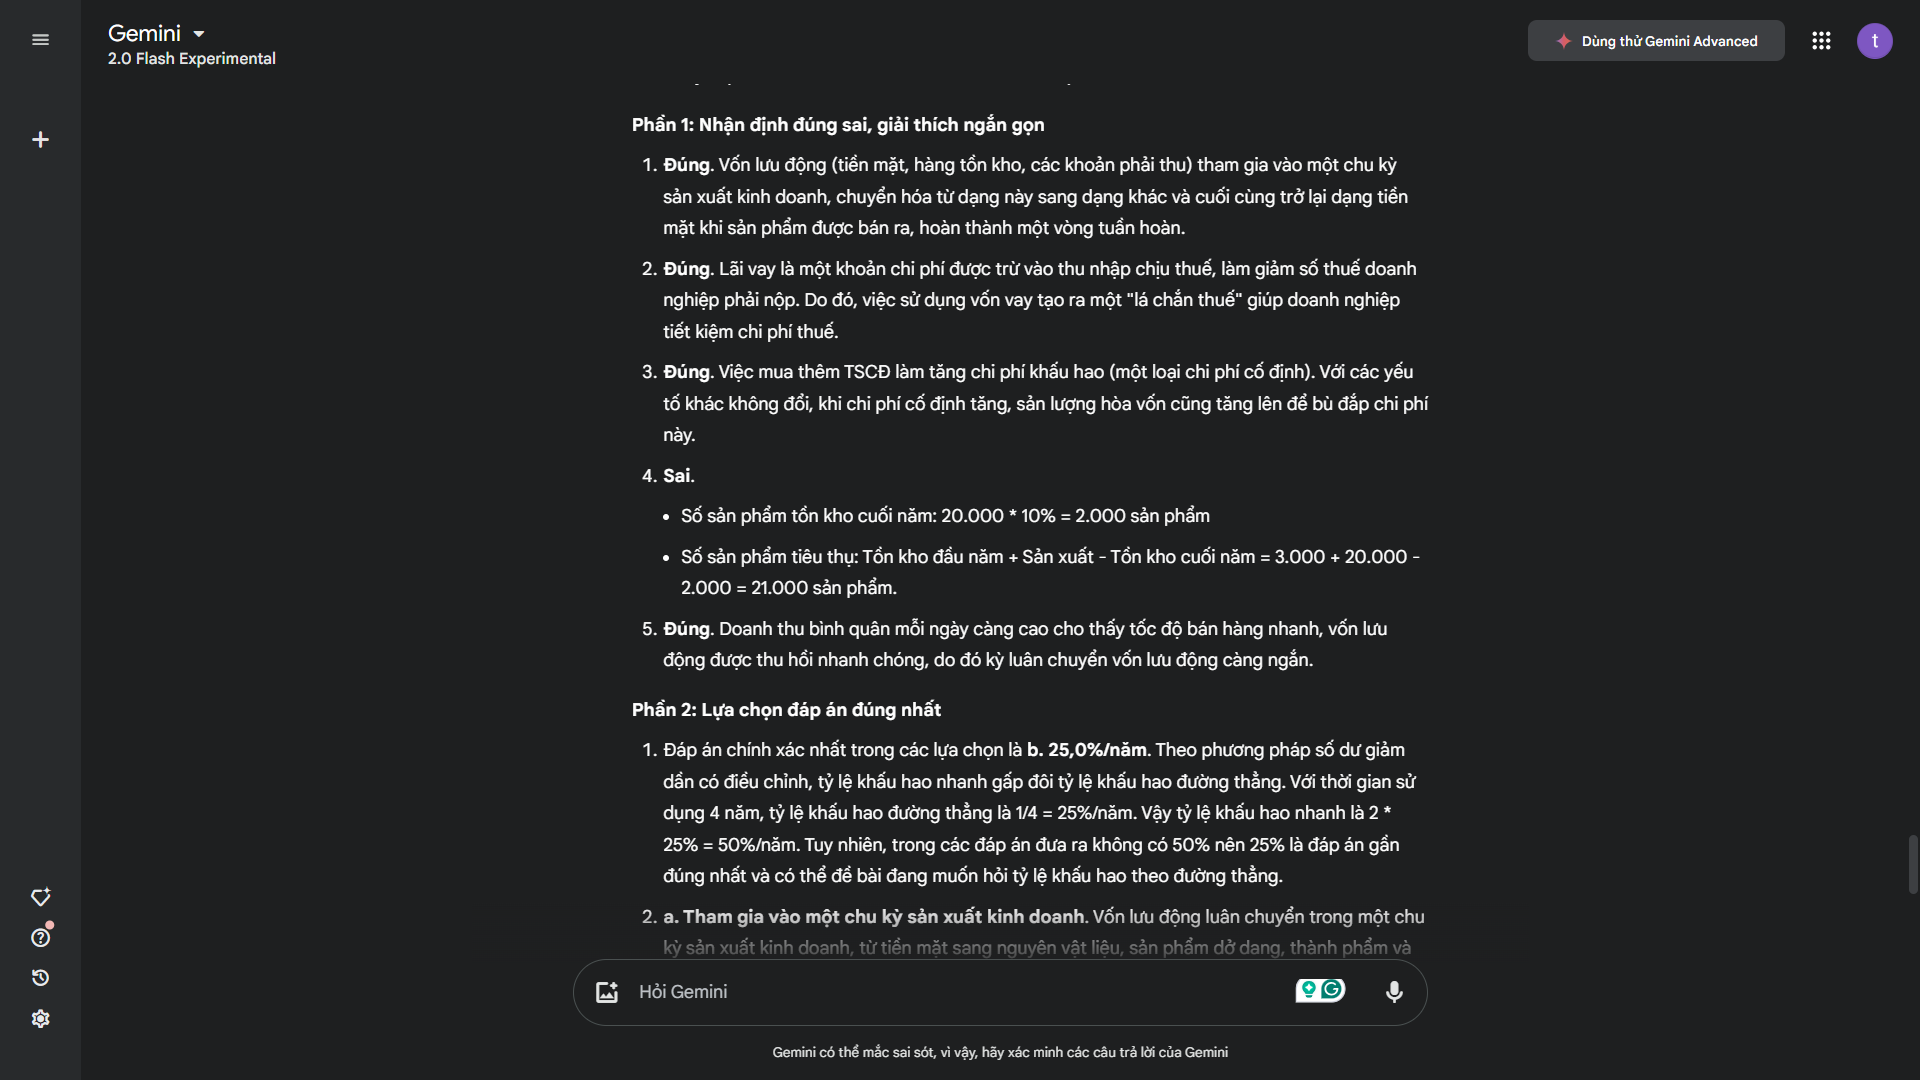 Gemini
2.0 Flash Experimental
Dùng thử Gemini Advanced
t
Phần 1: Nhận định đúng sai, giải thích ngắn gọn
1. Đúng. Vốn lưu động (tiền mặt, hàng tồn kho, các khoản phải thu) tham gia vào một chu kỳ
sản xuất kinh doanh, chuyển hóa từ dạng này sang dạng khác và cuối cùng trở lại dạng tiền
mặt khi sản phẩm được bán ra, hoàn thành một vòng tuần hoàn.
2. Đúng. Lãi vay là một khoản chi phí được trừ vào thu nhập chịu thuế, làm giảm số thuế doanh
nghiệp phải nộp. Do đó, việc sử dụng vốn vay tạo ra một "lá chắn thuế" giúp doanh nghiệp
tiết kiệm chi phí thuế.
3. Đúng. Việc mua thêm TSCĐ làm tăng chi phí khấu hao (một loại chi phí cố định). Với các yếu
tố khác không đổi, khi chi phí cố định tăng, sản lượng hòa vốn cũng tăng lên để bù đắp chi phí
này.
4. Sai.
• Số sản phẩm tồn kho cuối năm: 20.000 * 10% = 2.000 sản phẩm
• Số sản phẩm tiêu thụ: Tồn kho đầu năm + Sản xuất - Tồn kho cuối năm = 3.000 + 20.000 -
2.000 = 21.000 sản phẩm.
5. Đúng. Doanh thu bình quân mỗi ngày càng cao cho thấy tốc độ bán hàng nhanh, vốn lưu
động được thu hồi nhanh chóng, do đó kỳ luân chuyển vốn lưu động càng ngắn.
Phần 2: Lựa chọn đáp án đúng nhất
1. Đáp án chính xác nhất trong các lựa chọn là b. 25,0%/năm. Theo phương pháp số dư giảm
dần có điều chỉnh, tỷ lệ khấu hao nhanh gấp đôi tỷ lệ khấu hao đường thẳng. Với thời gian sử
dụng 4 năm, tỷ lệ khấu hao đường thẳng là 1/4 = 25%/năm. Vậy tỷ lệ khấu hao nhanh là 2 *
25% = 50%/năm. Tuy nhiên, trong các đáp án đưa ra không có 50% nên 25% là đáp án gần
đúng nhất và có thể đề bài đang muốn hỏi tỷ lệ khấu hao theo đường thẳng.
2. a. Tham gia vào một chu kỳ sản xuất kinh doanh. Vốn lưu động luân chuyển trong một chu
kỳ sản xuất kinh doanh, từ tiền mặt sang nguyên vật liệu, sản phẩm dở dang, thành phẩm và
Hỏi Gemini
Gemini có thể mắc sai sót, vì vậy, hãy xác minh các câu trả lời của Gemini